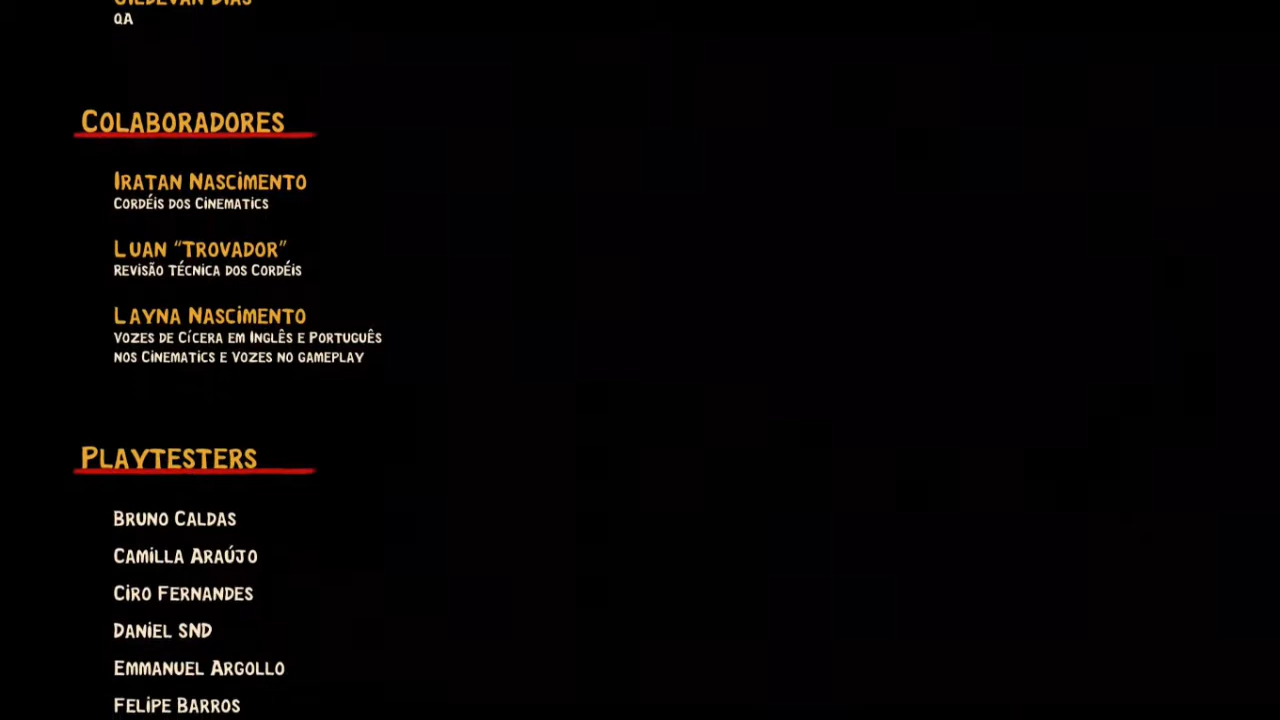 Gildevan Dias
QA
Colaboradores
Iratan Nascimento
Cordéis dos Cinematics
Luan “Trovador”
Revisão Técnica dos Cordéis
Layna Nascimento
Vozes de Cícera em Inglês e Português
nos Cinematics e vozes no gameplay
Playtesters
Bruno Caldas
Camilla Araújo
Ciro Fernandes
Daniel SND
Emmanuel Argollo
Felipe Barros